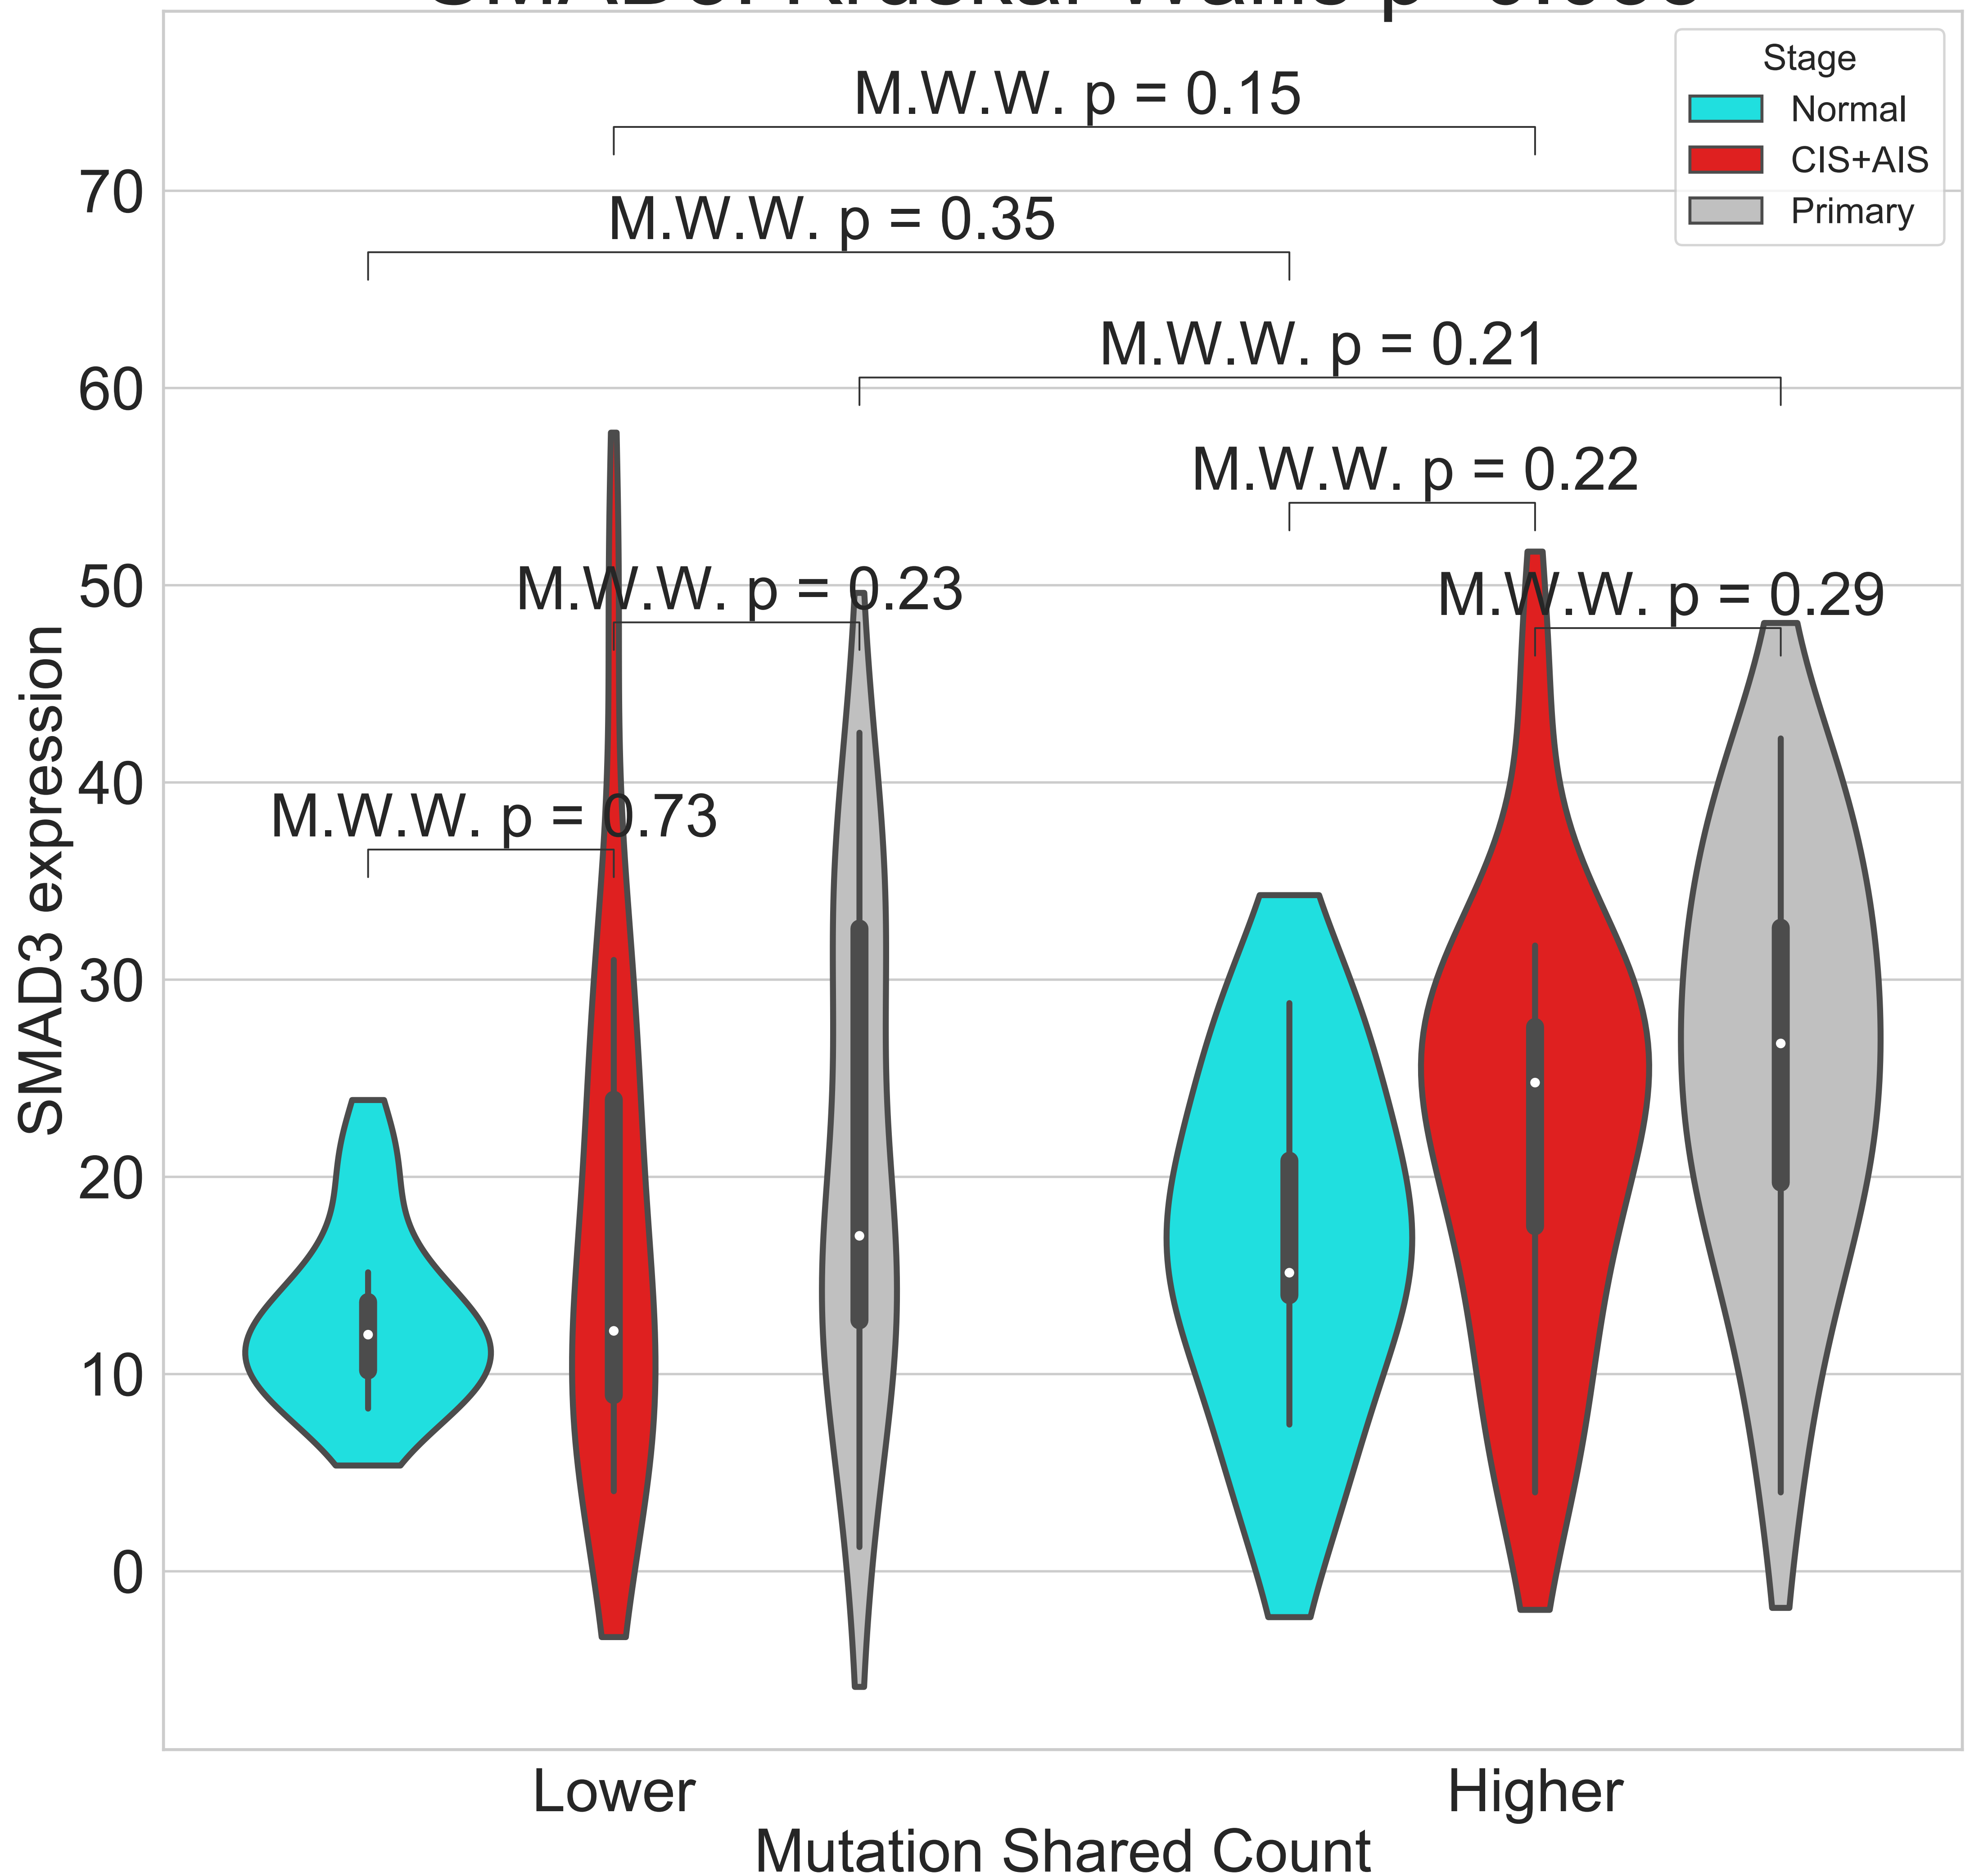 Stage
Normal
CIS+AIS
Primary
M.W.W. p = 0.15
M.W.W. p = 0.35
M.W.W. p = 0.21
M.W.W. p = 0.22
M.W.W. p = 0.23
M.W.W. p = 0.29
M.W.W. p = 0.73
70
60
50
40
30
20
10
0
SMAD3 expression
Lower
Higher
Mutation Shared Count